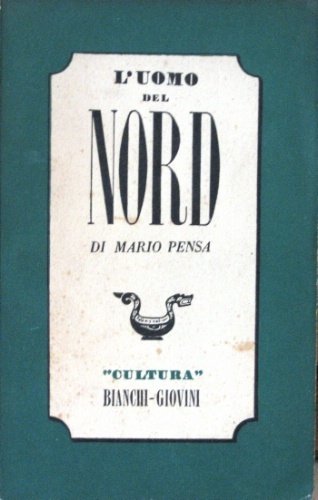 L'UOMO
DEL
NORD
DI MARIO PENSA
"CULTURA"
BIANCHI-GIOVINI